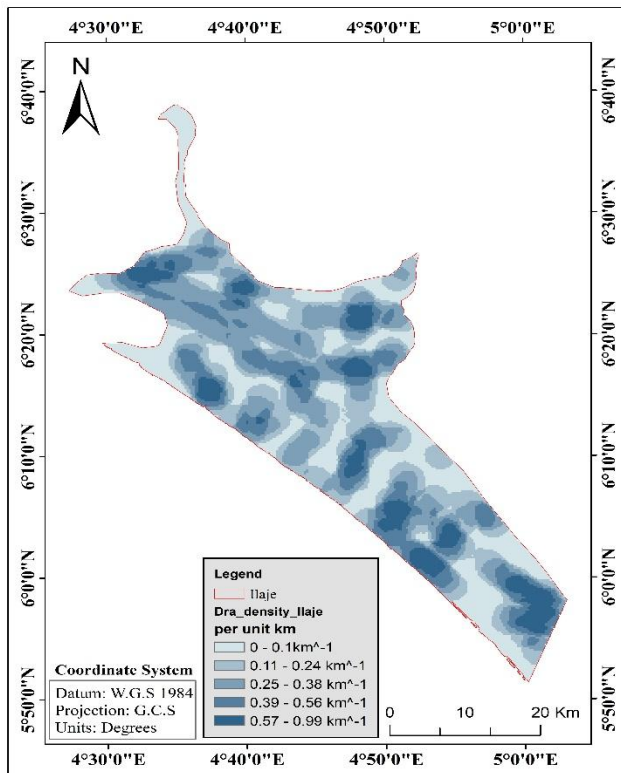 4°30'0"E 4°40'0"E 4°50'0"E 5°0'0"E
N
6°40'0"N 6°40'0"N
6°30'0"N 6°30'0"N
6°20'0"N 6°20'0"N
6°10'0"N 6°10'0"N
6°0'0"N 6°0'0"N
5°50'0"N 5°50'0"N
Legend
Ilaje
Dra_density_Ilaje
per unit km
0 - 0.1km^-1
0.11 - 0.24 km^-1
0.25 - 0.38 km^-1
0.39 - 0.56 km^-1
0.57 - 0.99 km^-1
Coordinate System
Datum: W.G.S 1984
Projection: G.C.S
Units: Degrees
0 10 20 Km
4°30'0"E 4°40'0"E 4°50'0"E 5°0'0"E